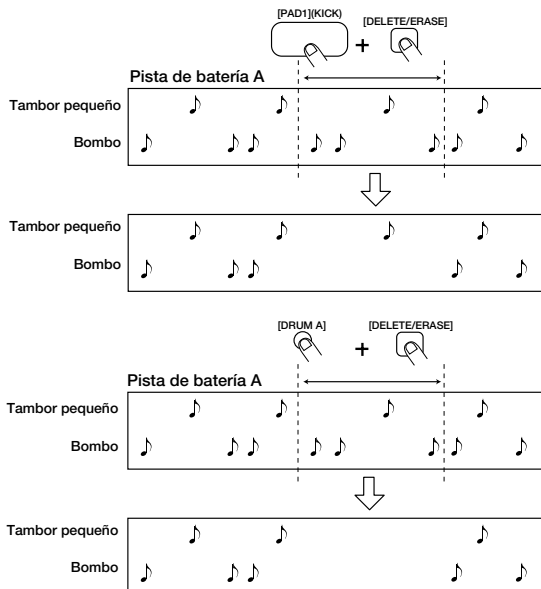 [PAD1](KICK)
+
[DELETE/ERASE]
Pista de batería A
Tambor pequeño
Bombo
Tambor pequeño
Bombo
[DRUM A]
+
[DELETE/ERASE]
Pista de batería A
Tambor pequeño
Bombo
Tambor pequeño
Bombo